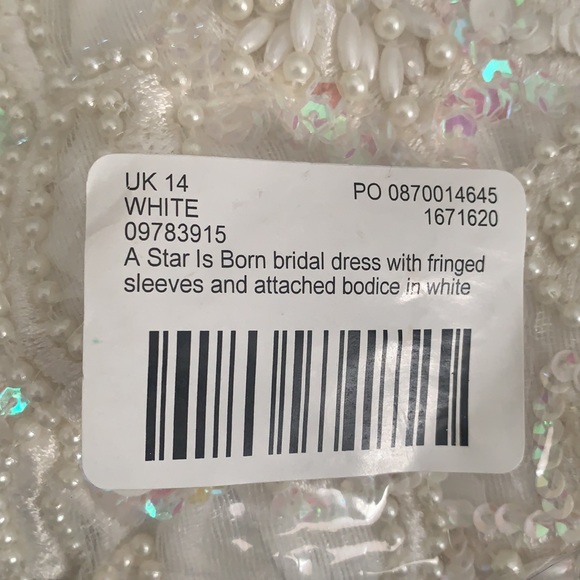 UK 14
PO 0870014645
WHITE
1671620
09783915
A Star Is Born bridal dress with fringed
sleeves and attached bodice in white